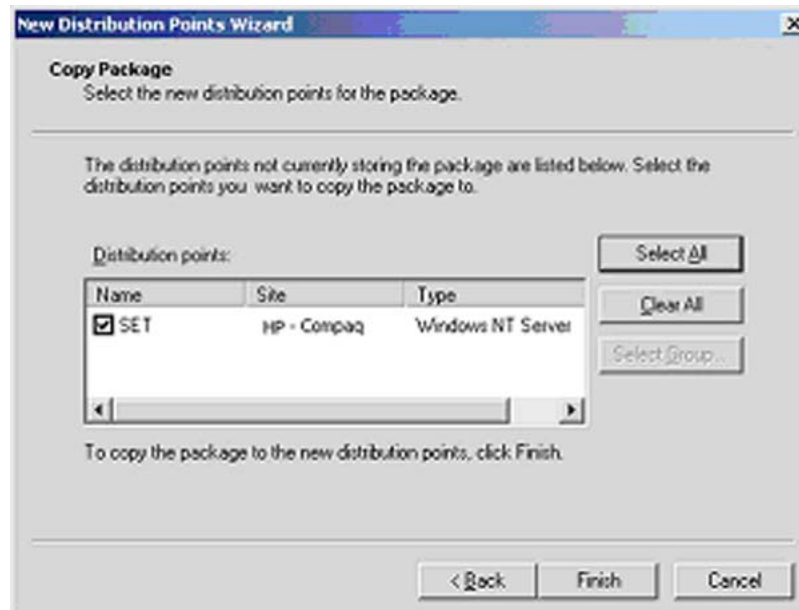 New Distribution Points Wizard
Copy Package
Select the new distribution points for the package.
The distribution points not currently storing the package are listed below. Select the
distribution points you want to copy the package to.
Distribution points:
Select All
Name Site Type
Clear All
SET HP - Compaq Windows NT Server
Select Group...
To copy the package to the new distribution points, click Finish.
< Back Finish Cancel